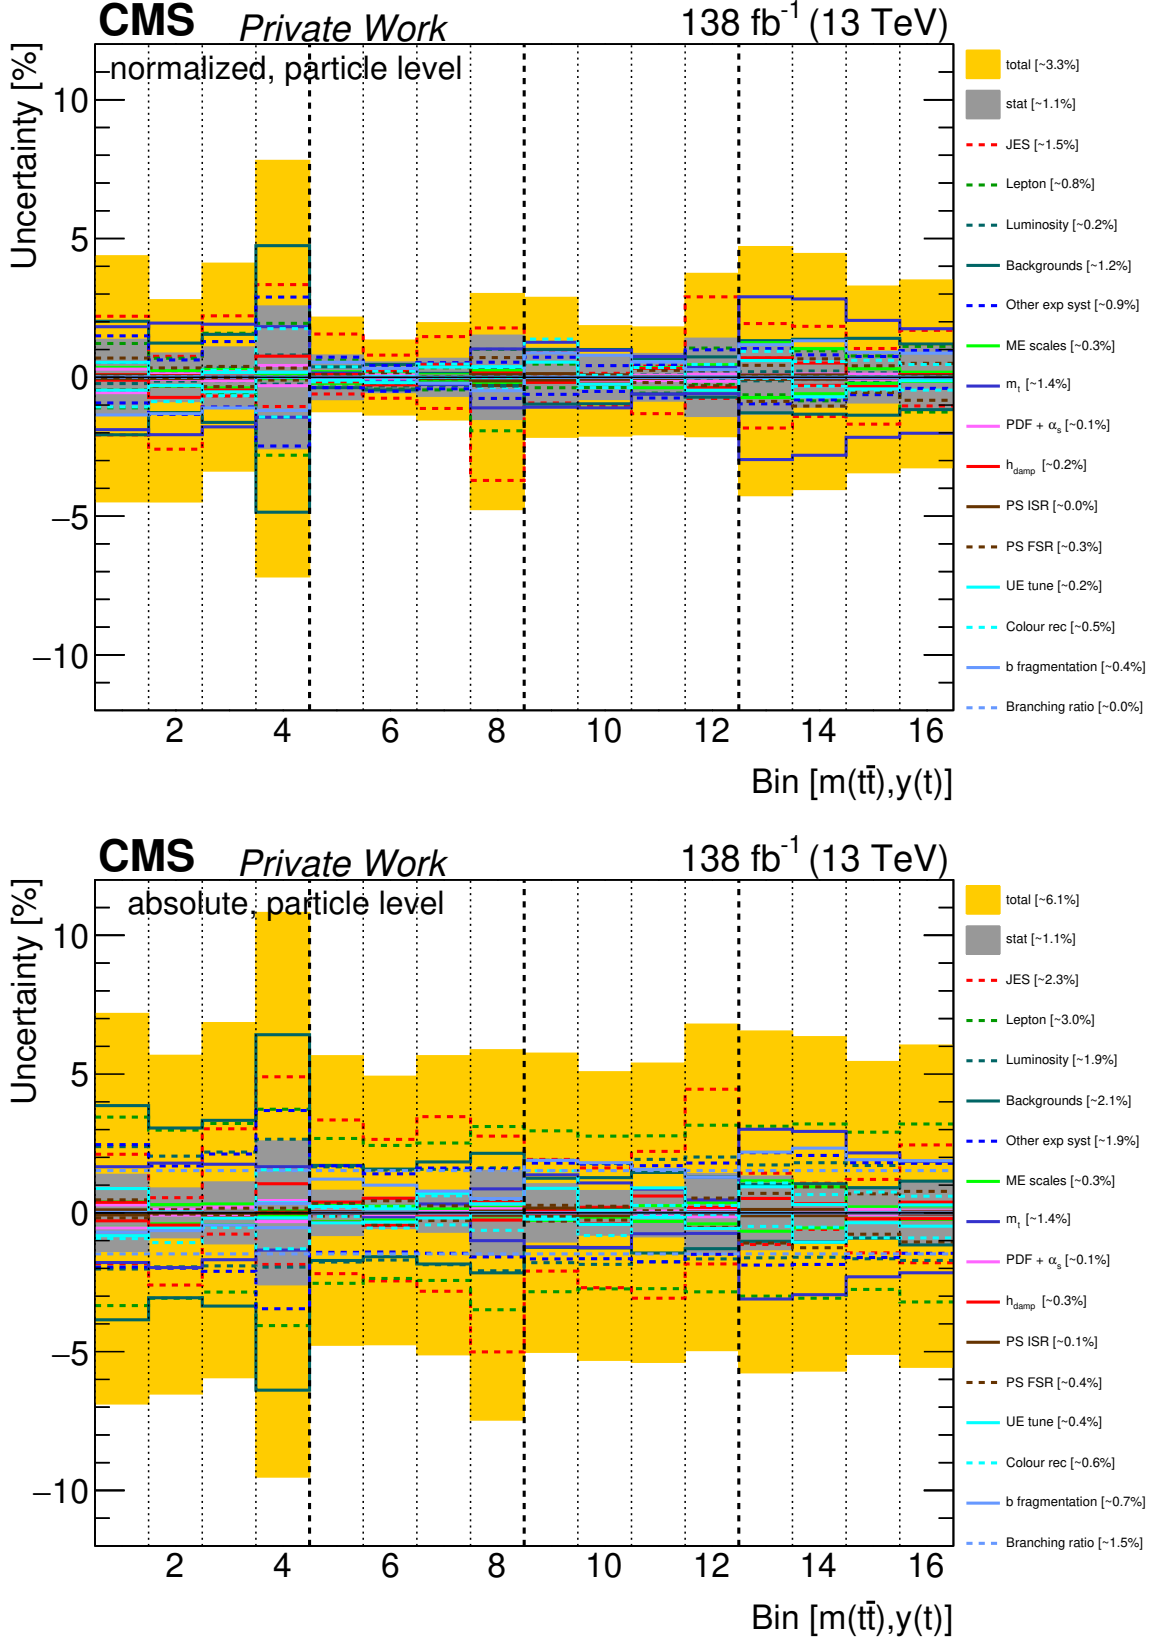 CMS Private Work 138 fb⁻¹ (13 TeV)
normalized, particle level
Uncertainty [%]
10
5
0
−5
−10
2 4 6 8 10 12 14 16
Bin [m(tt̄),y(t)]
total [~3.3%]
stat [~1.1%]
JES [~1.5%]
Lepton [~0.8%]
Luminosity [~0.2%]
Backgrounds [~1.2%]
Other exp syst [~0.9%]
ME scales [~0.3%]
mₜ [~1.4%]
PDF + αₛ [~0.1%]
h_damp [~0.2%]
PS ISR [~0.0%]
PS FSR [~0.3%]
UE tune [~0.2%]
Colour rec [~0.5%]
b fragmentation [~0.4%]
Branching ratio [~0.0%]
CMS Private Work 138 fb⁻¹ (13 TeV)
absolute, particle level
Uncertainty [%]
10
5
0
−5
−10
2 4 6 8 10 12 14 16
Bin [m(tt̄),y(t)]
total [~6.1%]
stat [~1.1%]
JES [~2.3%]
Lepton [~3.0%]
Luminosity [~1.9%]
Backgrounds [~2.1%]
Other exp syst [~1.9%]
ME scales [~0.3%]
mₜ [~1.4%]
PDF + αₛ [~0.1%]
h_damp [~0.3%]
PS ISR [~0.1%]
PS FSR [~0.4%]
UE tune [~0.4%]
Colour rec [~0.6%]
b fragmentation [~0.7%]
Branching ratio [~1.5%]